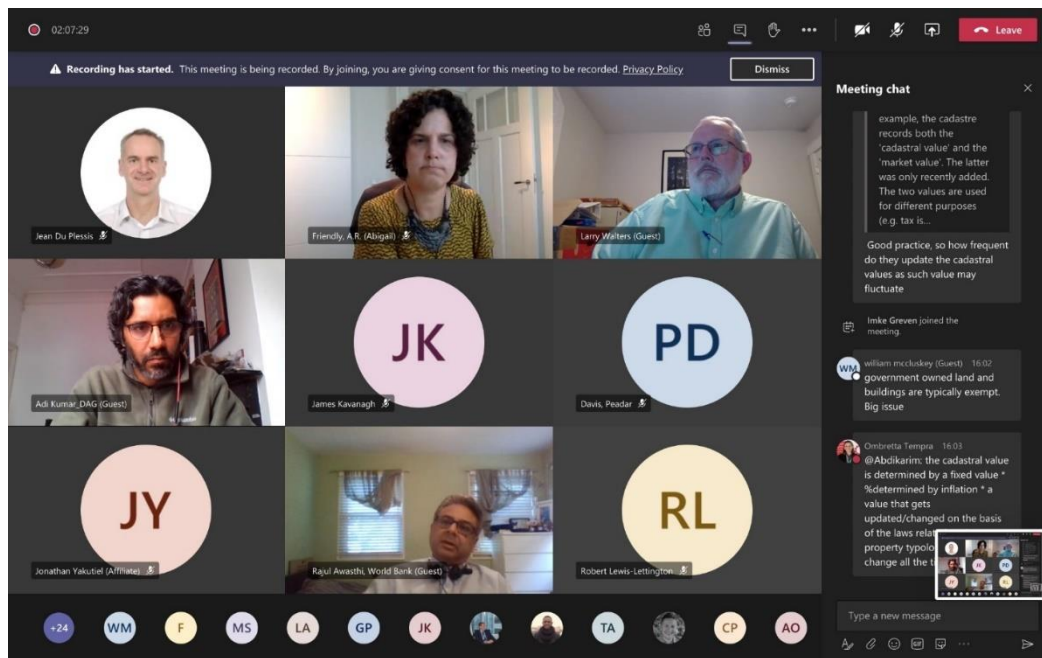 02:07:29
Leave
Recording has started. This meeting is being recorded. By joining, you are giving consent for this meeting to be recorded. Privacy Policy
Dismiss
Jean Du Plessis
Friendly, A.R. (Abigail)
Larry Walters (Guest)
Adi Kumar_DAG (Guest)
JK
James Kavanagh
PD
Davis, Peadar
JY
Jonathan Yakutiel (Affiliate)
Rajul Awasthi, World Bank (Guest)
RL
Robert Lewis-Lettington
+24
WM
F
MS
LA
GP
JK
TA
CP
AO
Meeting chat
example, the cadastre
records both the
'cadastral value' and the
'market value'. The latter
was only recently added.
The two values are used
for different purposes
(e.g. tax is...
Good practice, so how frequent
do they update the cadastral
values as such value may
fluctuate
Imke Greven joined the
meeting.
WM
william mccluskey (Guest) 16:02
government owned land and
buildings are typically exempt.
Big issue
Ombretta Tempra 16:03
@Abdikarim: the cadastral value
is determined by a fixed value *
%determined by inflation * a
value that gets
updated/changed on the basis
of the laws
property
change all the
Type a new message
GIF